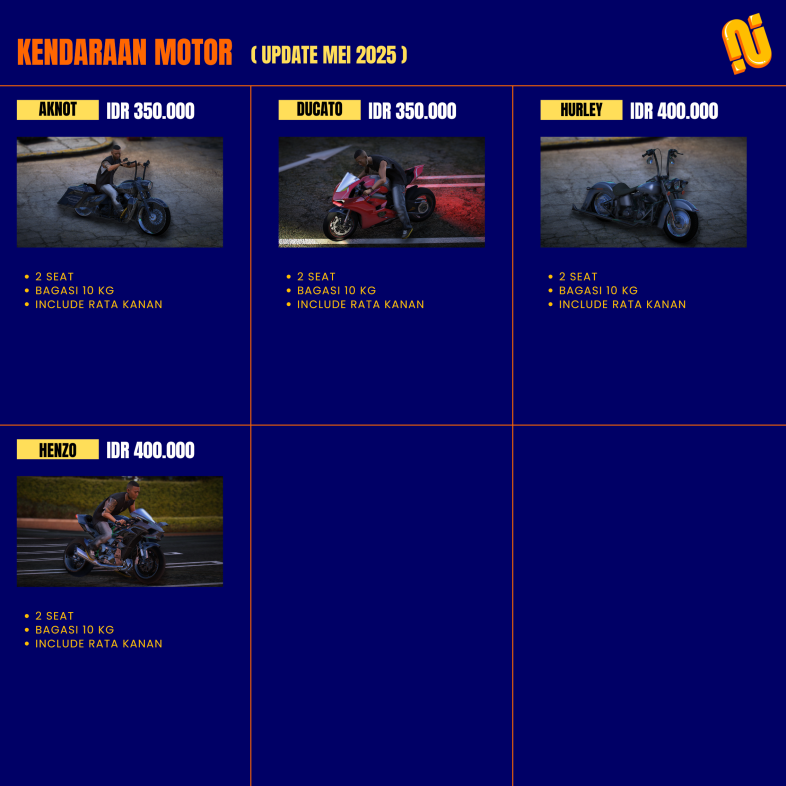 KENDARAAN MOTOR ( UPDATE MEI 2025 )
AKNOT IDR 350.000
2 SEAT
BAGASI 10 KG
INCLUDE RATA KANAN
DUCATO IDR 350.000
2 SEAT
BAGASI 10 KG
INCLUDE RATA KANAN
HURLEY IDR 400.000
2 SEAT
BAGASI 10 KG
INCLUDE RATA KANAN
HENZO IDR 400.000
2 SEAT
BAGASI 10 KG
INCLUDE RATA KANAN